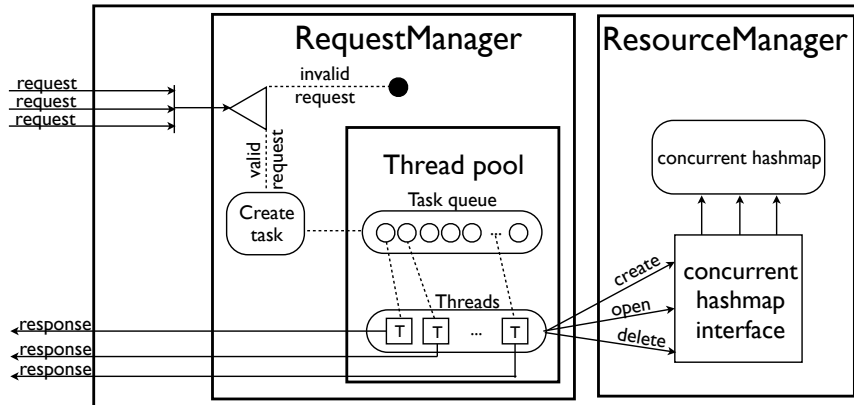 RequestManager
ResourceManager
request
request
request
invalid
request
valid
request
Thread pool
Task queue
Create
task
...
concurrent hashmap
create
open
delete
concurrent
hashmap
interface
Threads
T
T
...
T
response
response
response